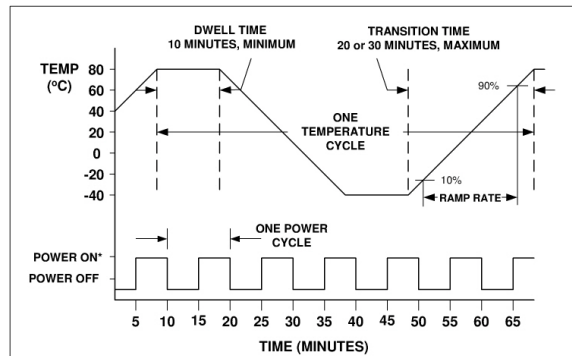 DWELL TIME
10 MINUTES, MINIMUM
TRANSITION TIME
20 or 30 MINUTES, MAXIMUM
TEMP
(ºC)
80
60
40
20
0
-20
-40
90%
ONE
TEMPERATURE
CYCLE
10%
RAMP RATE
ONE POWER
CYCLE
POWER ON*
POWER OFF
5 10 15 20 25 30 35 40 45 50 55 60 65
TIME (MINUTES)